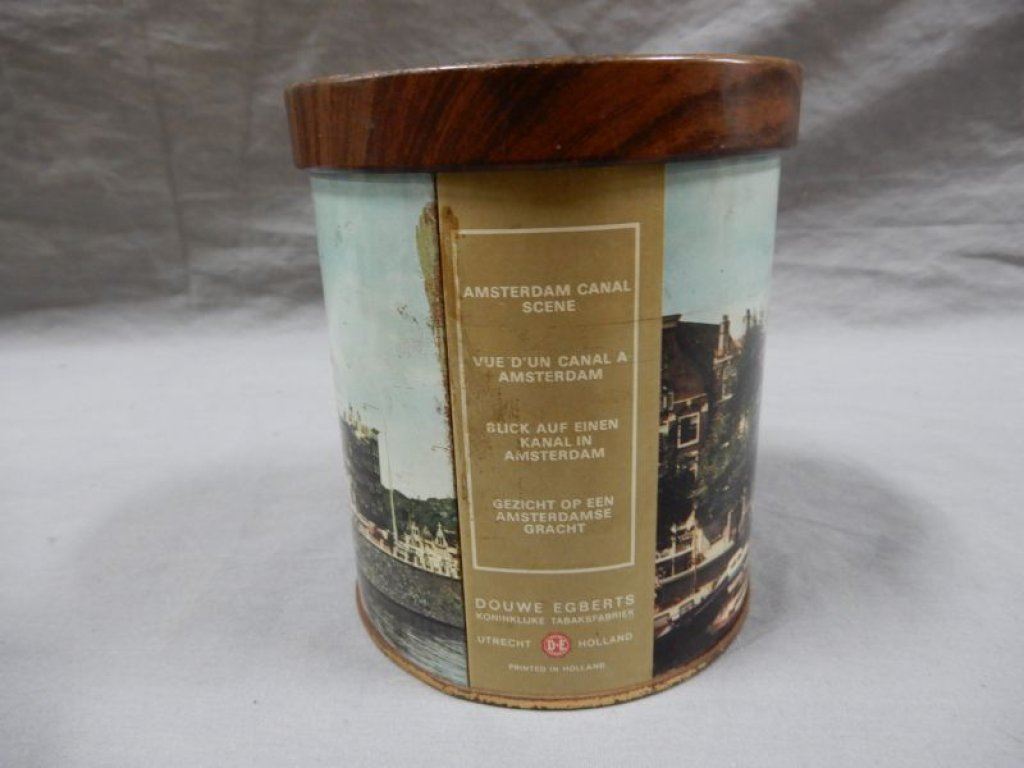 AMSTERDAM CANAL
SCENE
VUE D'UN CANAL A
AMSTERDAM
BLICK AUF EINEN
KANAL IN
AMSTERDAM
GEZICHT OP EEN
AMSTERDAMSE
GRACHT
DOUWE EGBERTS
KONINKLIJKE TABAKSFABRIEK
UTRECHT D·E HOLLAND
PRINTED IN HOLLAND